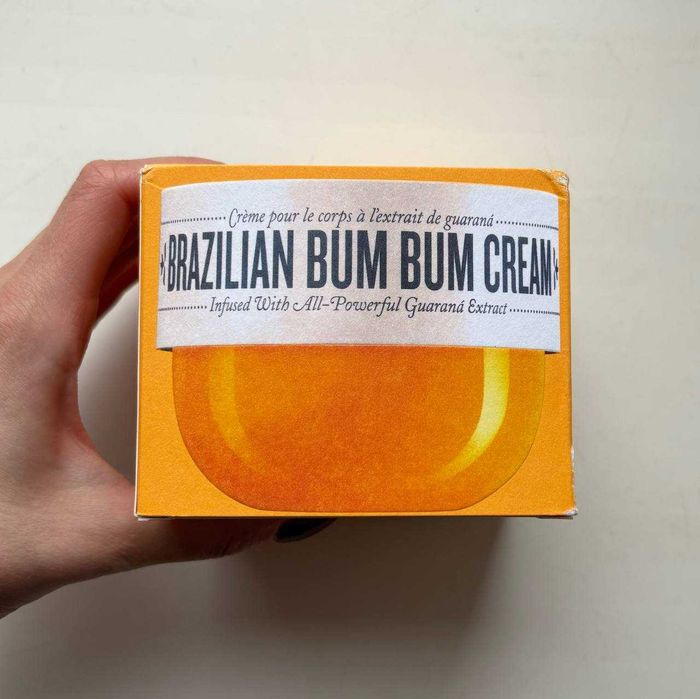 Crème pour le corps à l'extrait de guaraná
BRAZILIAN BUM BUM CREAM
Infused With All-Powerful Guaraná Extract